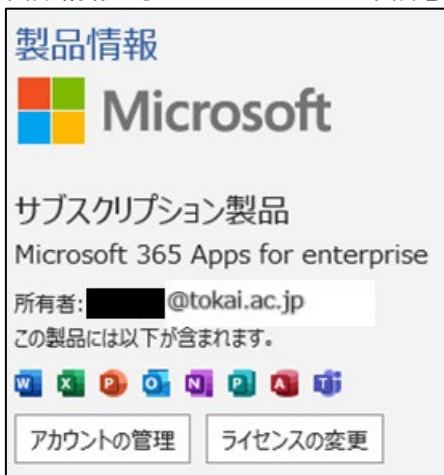 製品情報
Microsoft
サブスクリプション製品
Microsoft 365 Apps for enterprise
所有者: @tokai.ac.jp
この製品には以下が含まれます。
W X P O N P A T
アカウントの管理 ライセンスの変更